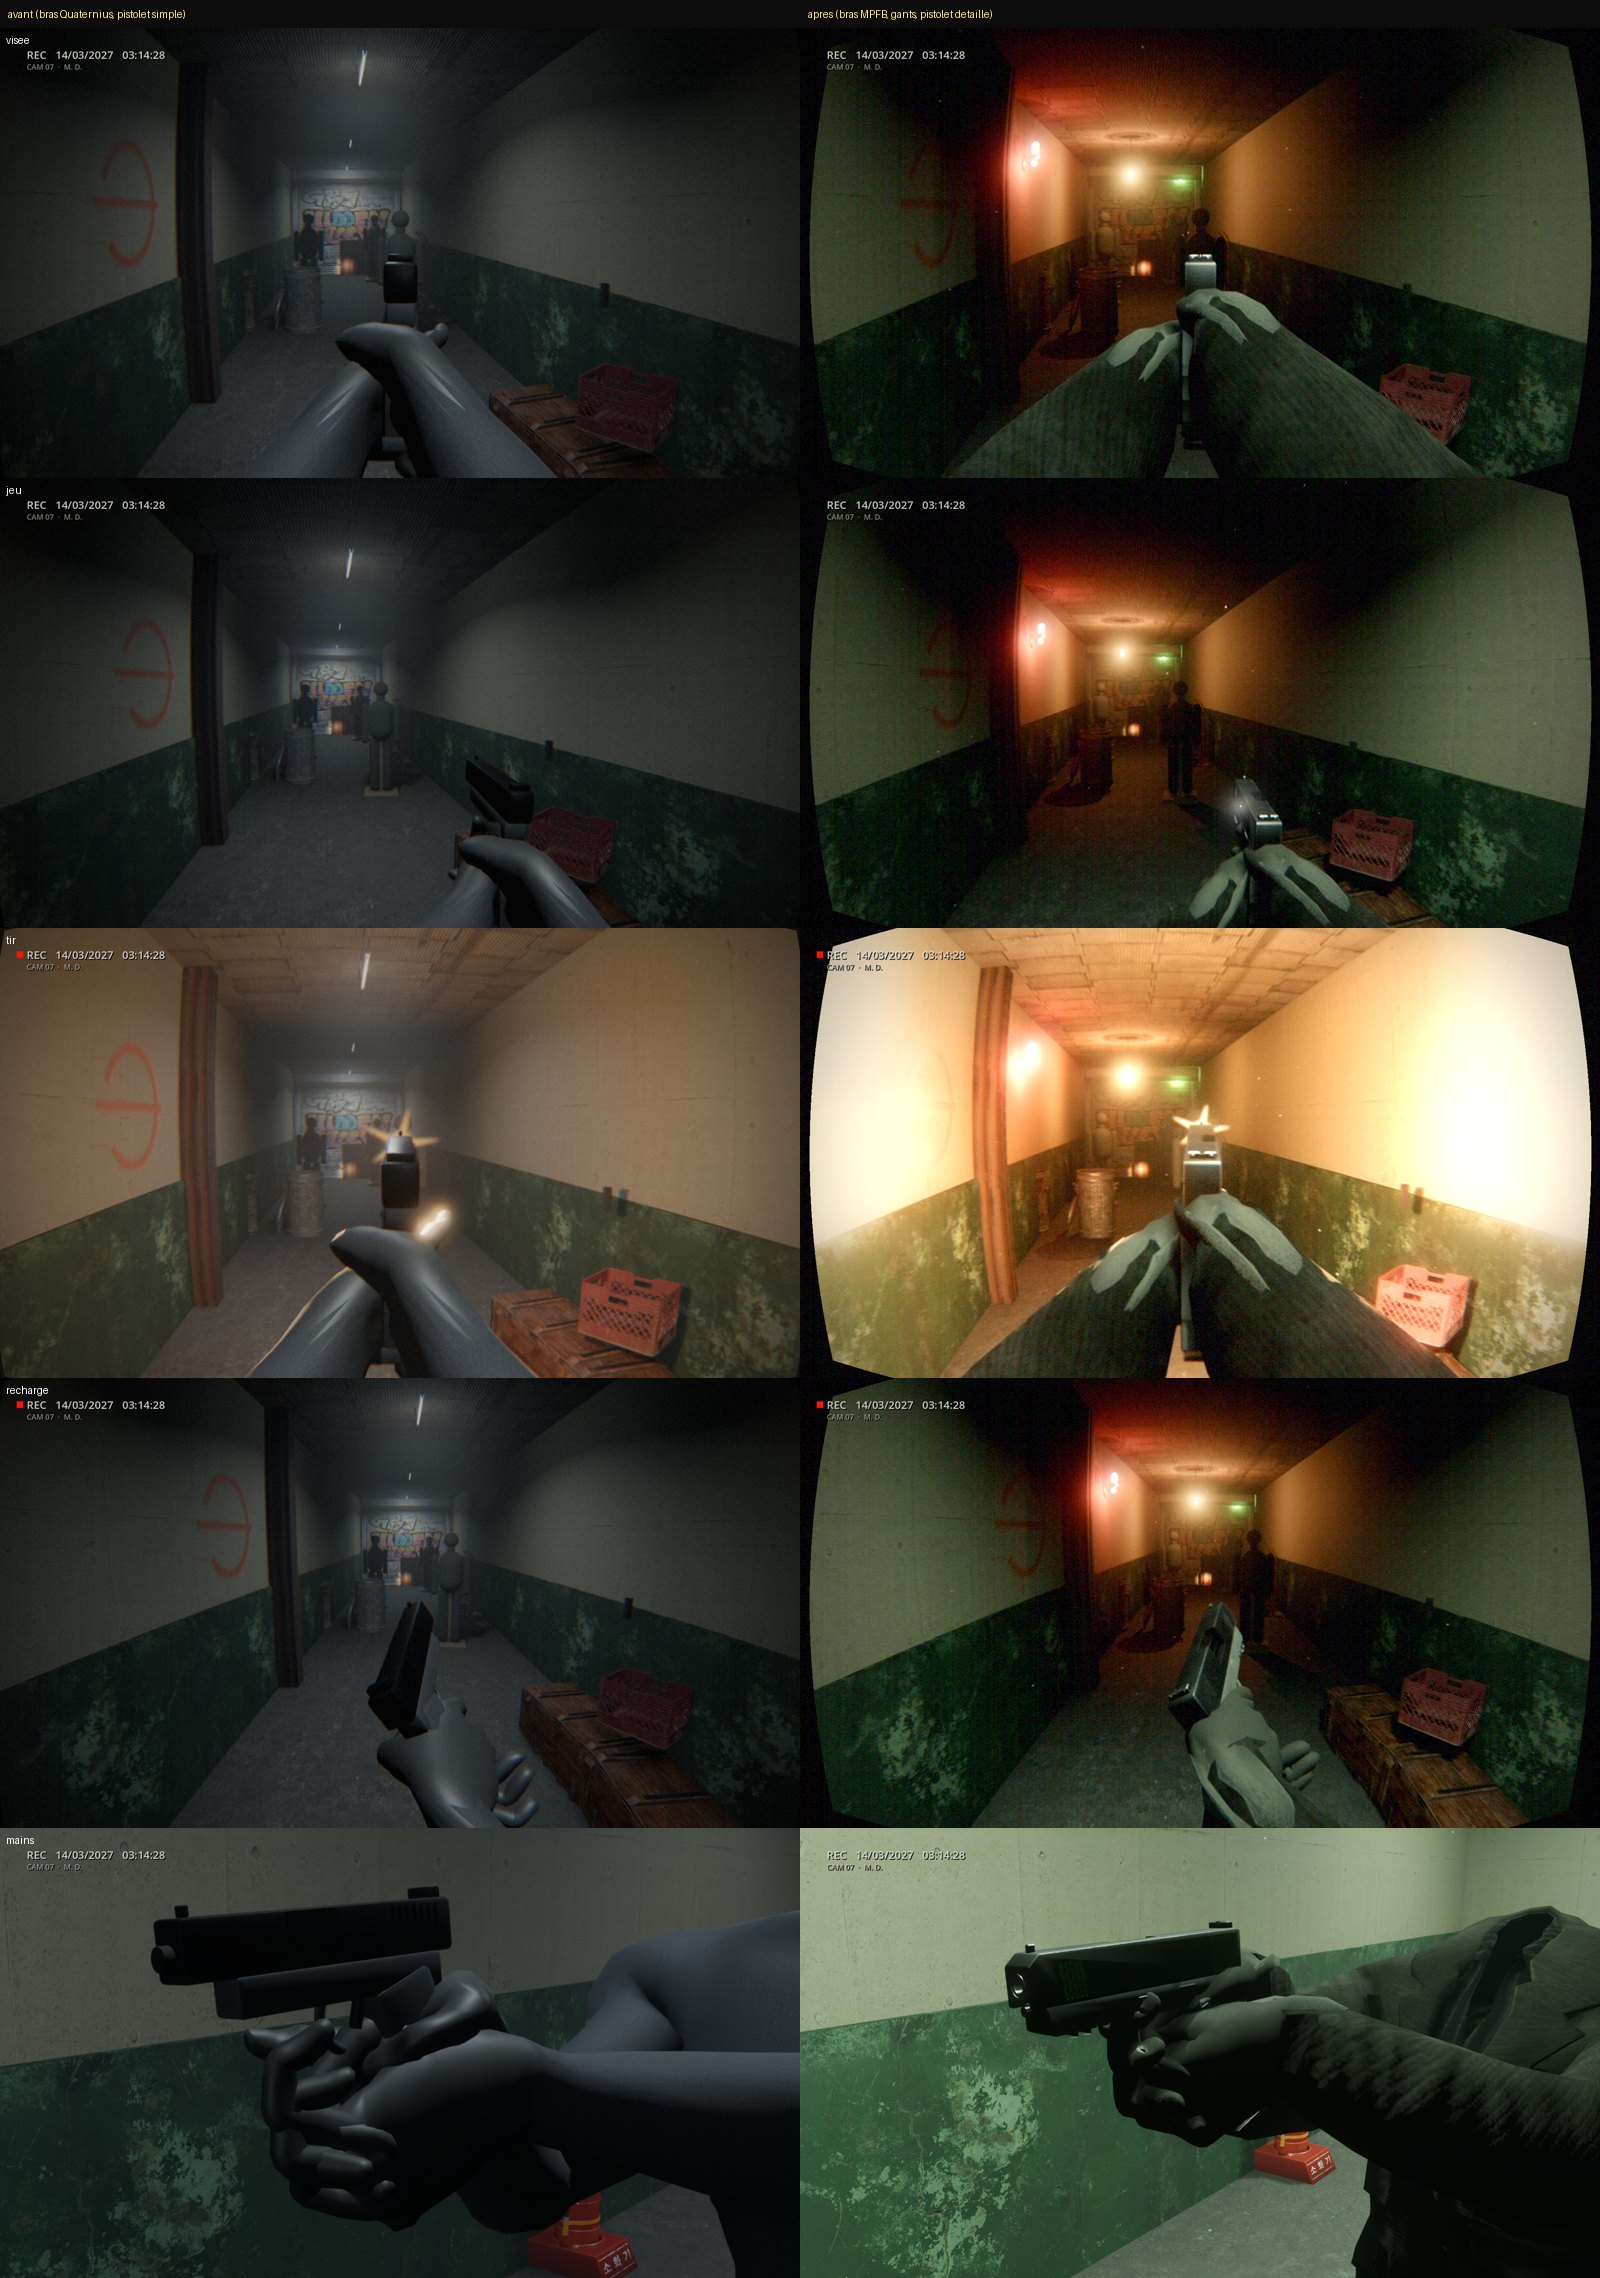 avant (bras Quaternius, pistolet simple)
apres (bras MPFB, gants, pistolet detaille)
visee
REC 14/03/2027 03:14:28
CAM 07 · M. D.
REC 14/03/2027 03:14:28
CAM 07 · M. D.
jeu
REC 14/03/2027 03:14:28
CAM 07 · M. D.
REC 14/03/2027 03:14:28
CAM 07 · M. D.
tir
REC 14/03/2027 03:14:28
CAM 07 · M. D.
REC 14/03/2027 03:14:28
CAM 07 · M. D.
recharge
REC 14/03/2027 03:14:28
CAM 07 · M. D.
REC 14/03/2027 03:14:28
CAM 07 · M. D.
mains
REC 14/03/2027 03:14:28
CAM 07 · M. D.
REC 14/03/2027 03:14:28
CAM 07 · M. D.
소화기
소화기